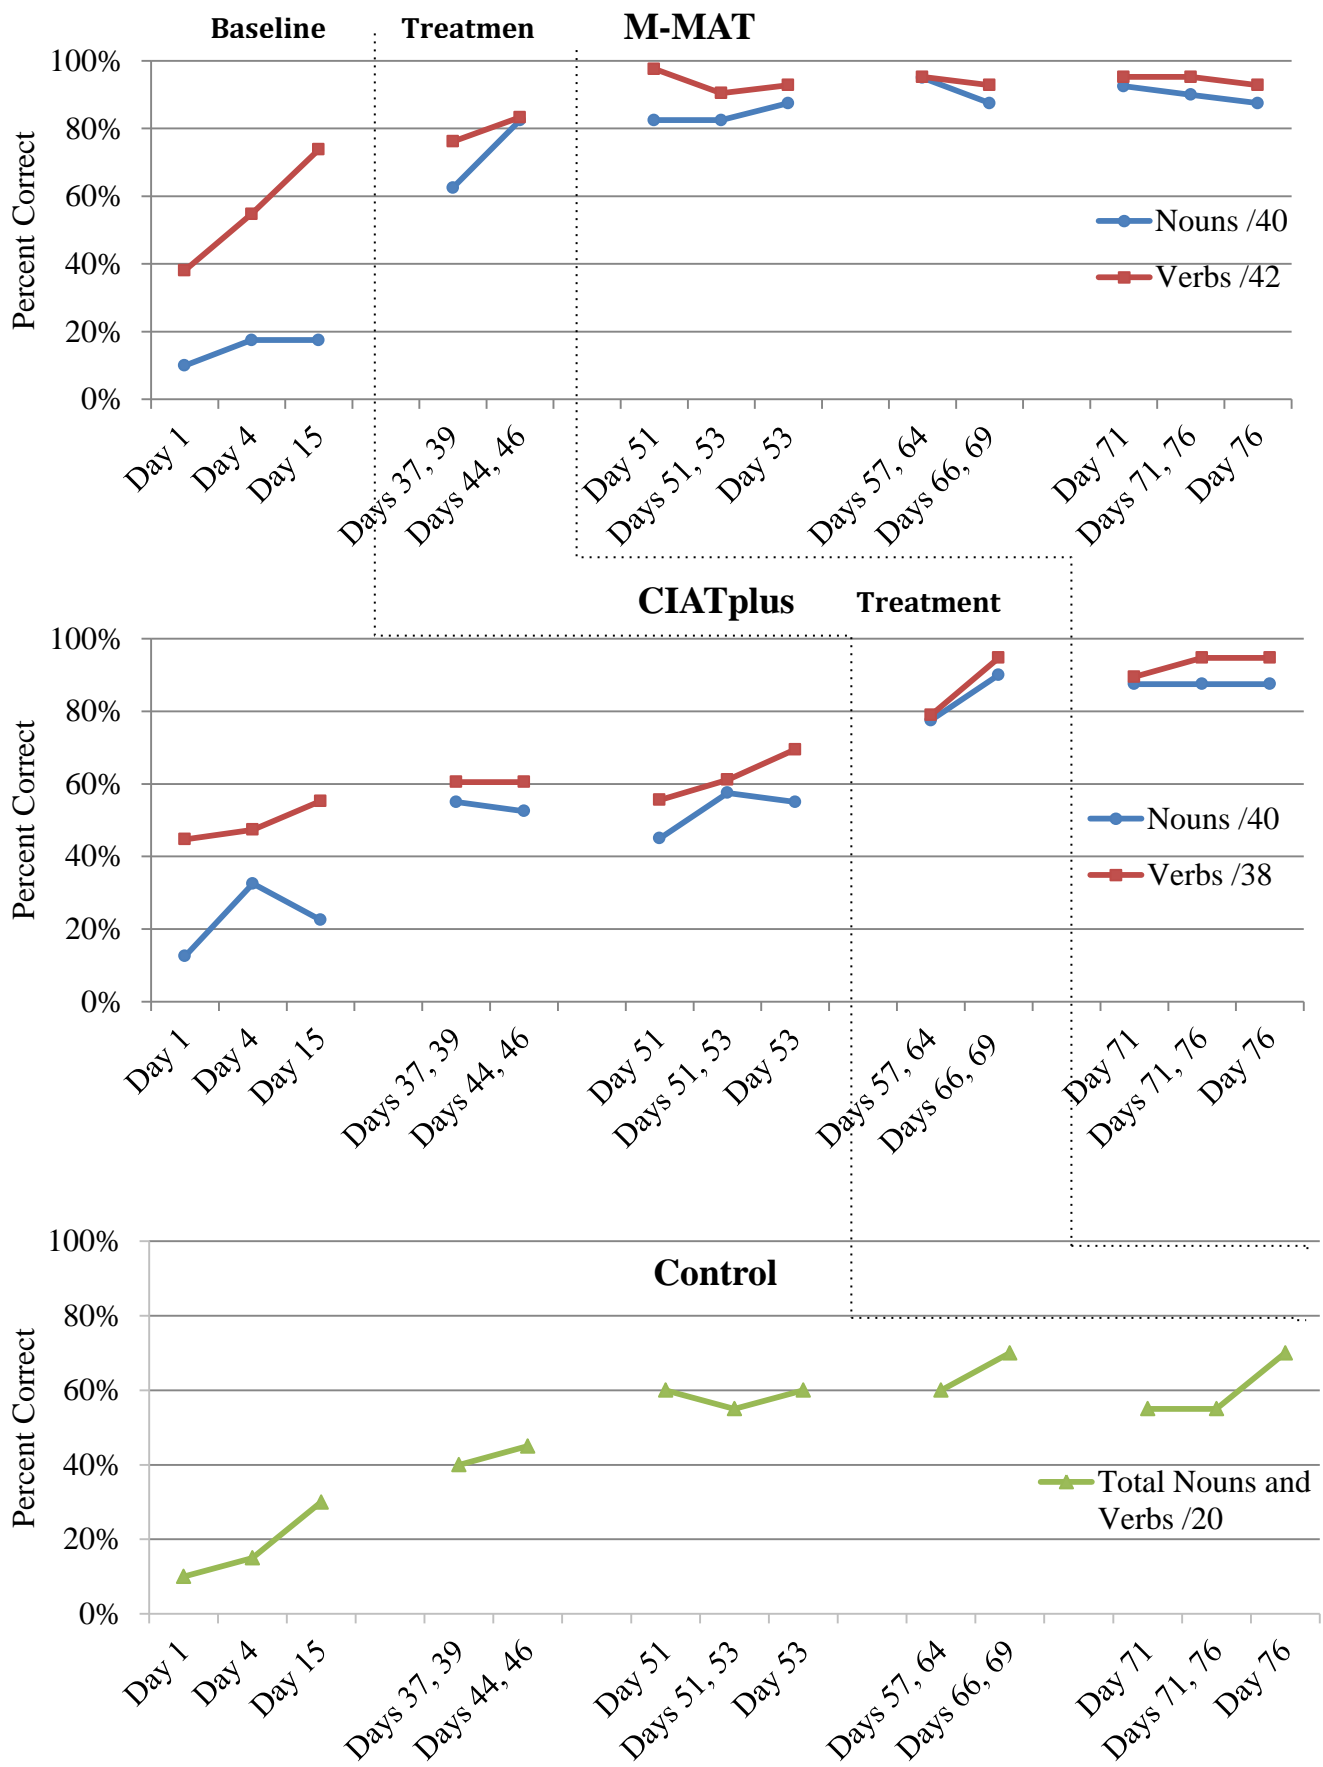 Baseline Treatmen M-MAT
100%
80%
60%
40%
20%
0%
Percent Correct
Nouns /40
Verbs /42
Day 1
Day 4
Day 15
Days 37, 39
Days 44, 46
Day 51
Days 51, 53
Day 53
Days 57, 64
Days 66, 69
Day 71
Days 71, 76
Day 76
CIATplus Treatment
100%
80%
60%
40%
20%
0%
Percent Correct
Nouns /40
Verbs /38
Day 1
Day 4
Day 15
Days 37, 39
Days 44, 46
Day 51
Days 51, 53
Day 53
Days 57, 64
Days 66, 69
Day 71
Days 71, 76
Day 76
Control
100%
80%
60%
40%
20%
0%
Percent Correct
Total Nouns and
Verbs /20
Day 1
Day 4
Day 15
Days 37, 39
Days 44, 46
Day 51
Days 51, 53
Day 53
Days 57, 64
Days 66, 69
Day 71
Days 71, 76
Day 76